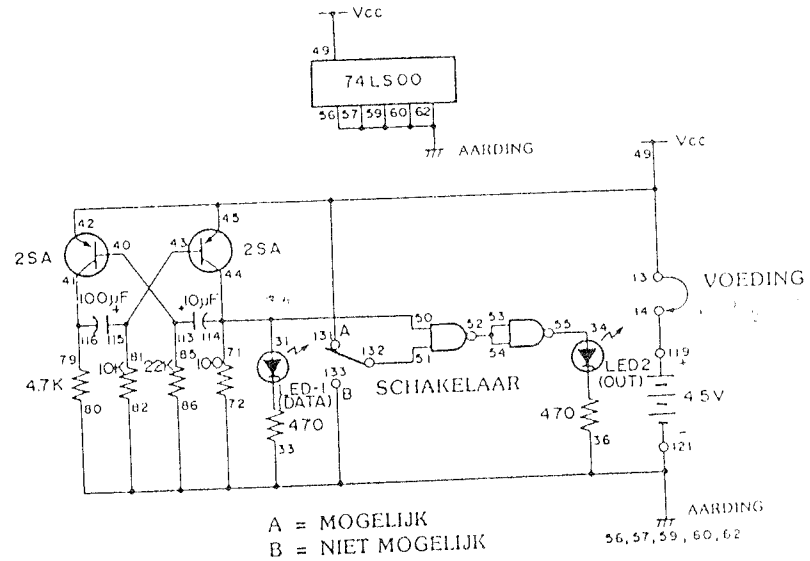 Vcc
49
74LS00
56 57 59 60 62
AARDING
49 Vcc
42 45
2SA 40 43 2SA
41 44
100µF + + 10µF
116 115 113 114
50
51
52 53
54
55
34
31
131 A
132
133
B
79 81 85 71
4.7K 10K 22K 100
80 82 86 72
LED-1
(DATA)
470
33
SCHAKELAAR
LED2
(OUT)
470
36
13
VOEDING
14
119
+
4.5V
-
121
A = MOGELIJK
B = NIET MOGELIJK
AARDING
56, 57, 59, 60, 62